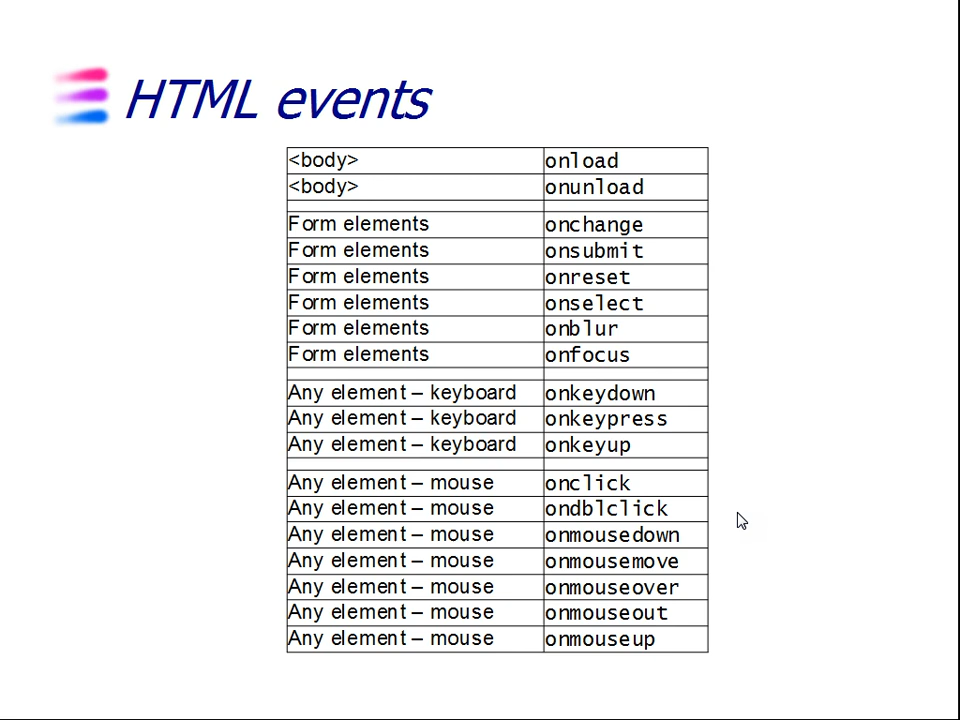 HTML events
<body> onload
<body> onunload
Form elements onchange
Form elements onsubmit
Form elements onreset
Form elements onselect
Form elements onblur
Form elements onfocus
Any element – keyboard onkeydown
Any element – keyboard onkeypress
Any element – keyboard onkeyup
Any element – mouse onclick
Any element – mouse ondblclick
Any element – mouse onmousedown
Any element – mouse onmousemove
Any element – mouse onmouseover
Any element – mouse onmouseout
Any element – mouse onmouseup